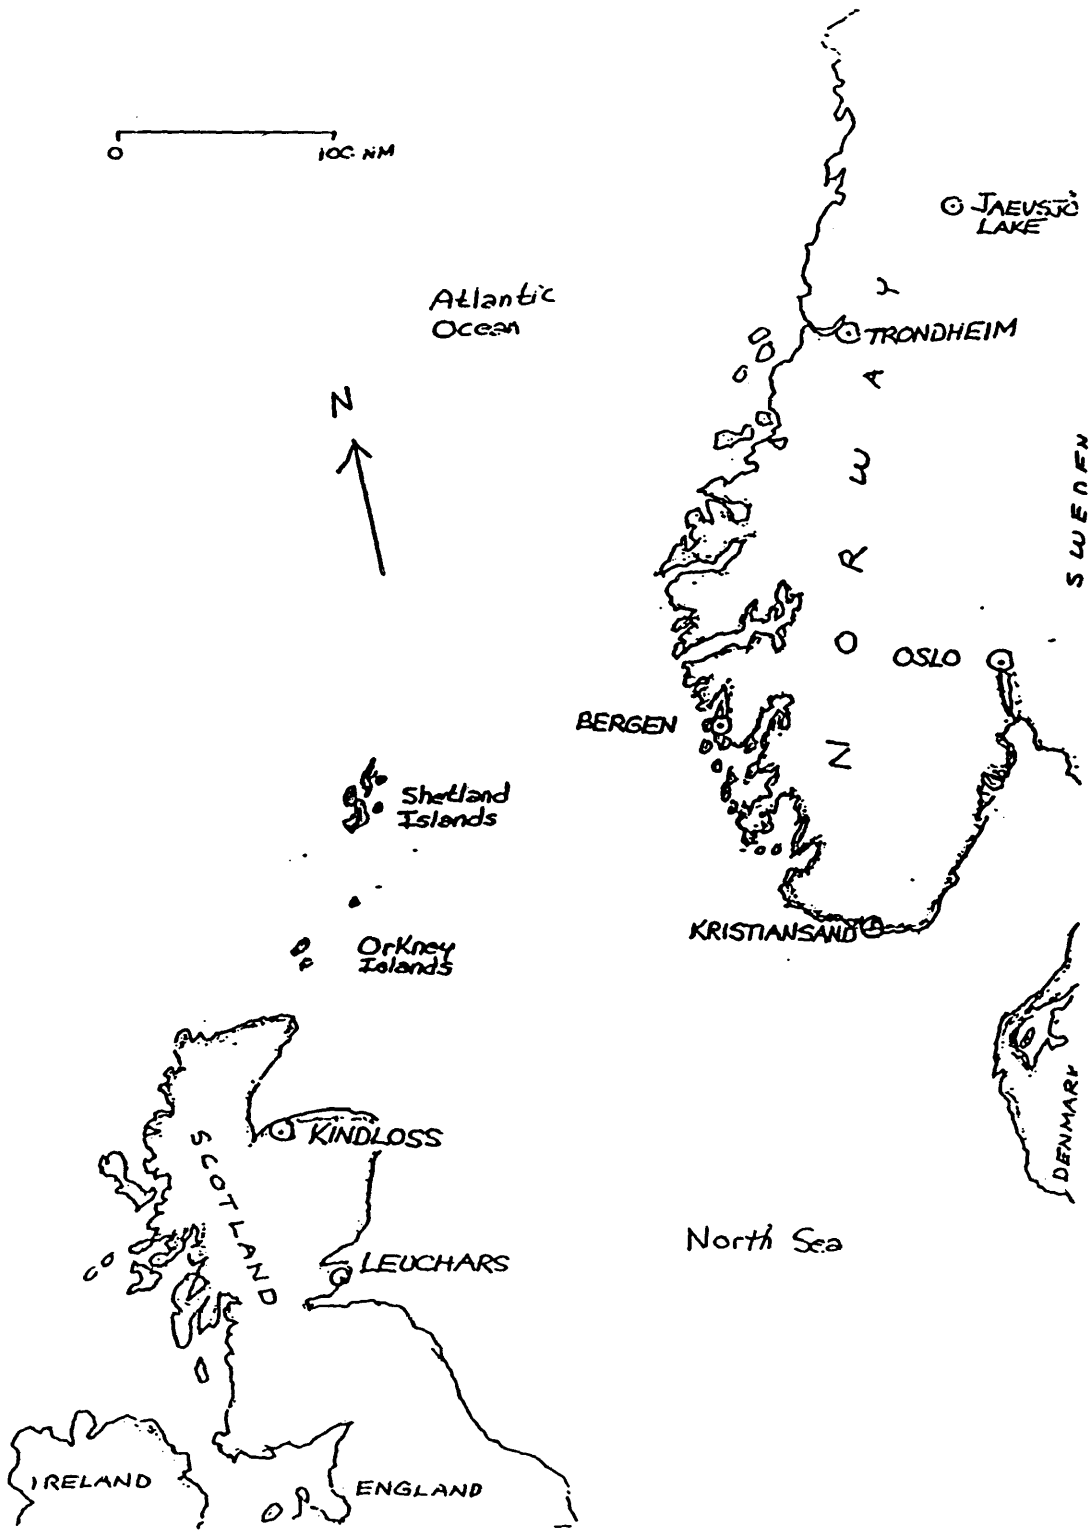 0 100 NM
JAEVSJÖ
LAKE
Atlantic
Ocean
TRONDHEIM
N
NORWAY
SWEDEN
OSLO
BERGEN
Shetland
Islands
KRISTIANSAND
Orkney
Islands
DENMARK
KINDLOSS
SCOTLAND
North Sea
LEUCHARS
IRELAND
ENGLAND